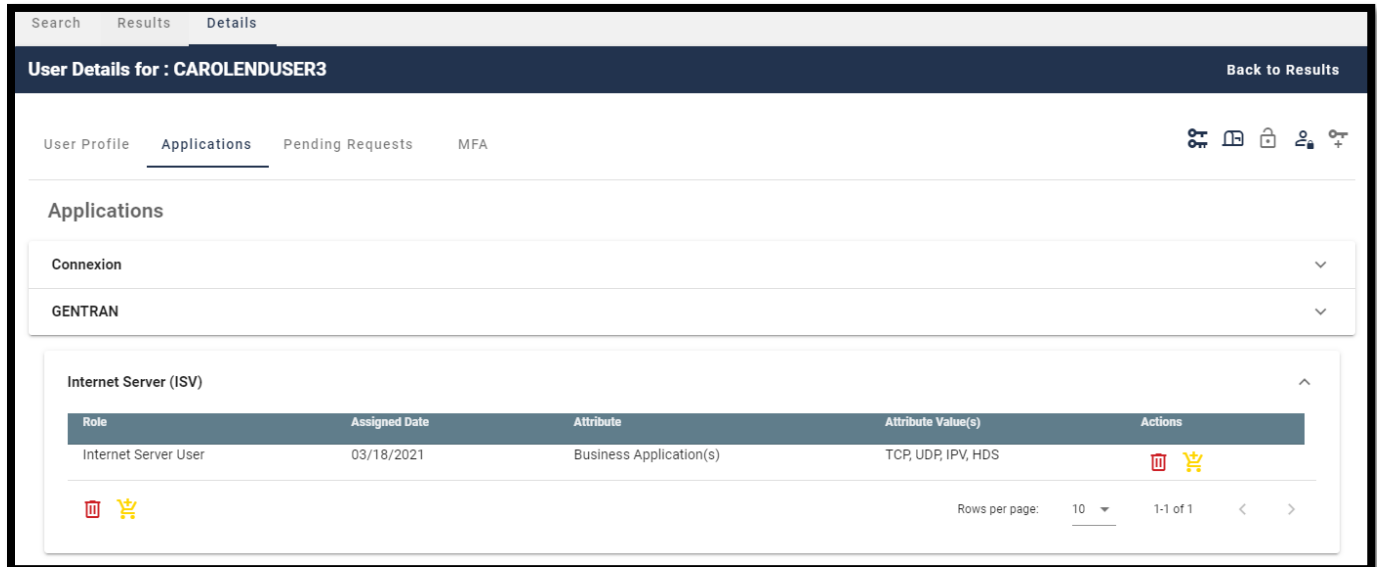 Search Results Details
User Details for : CAROLENDUSER3 Back to Results
User Profile Applications Pending Requests MFA
Applications
Connexion
GENTRAN
Internet Server (ISV)
Role Assigned Date Attribute Attribute Value(s) Actions
Internet Server User 03/18/2021 Business Application(s) TCP, UDP, IPV, HDS
Rows per page: 10 1-1 of 1